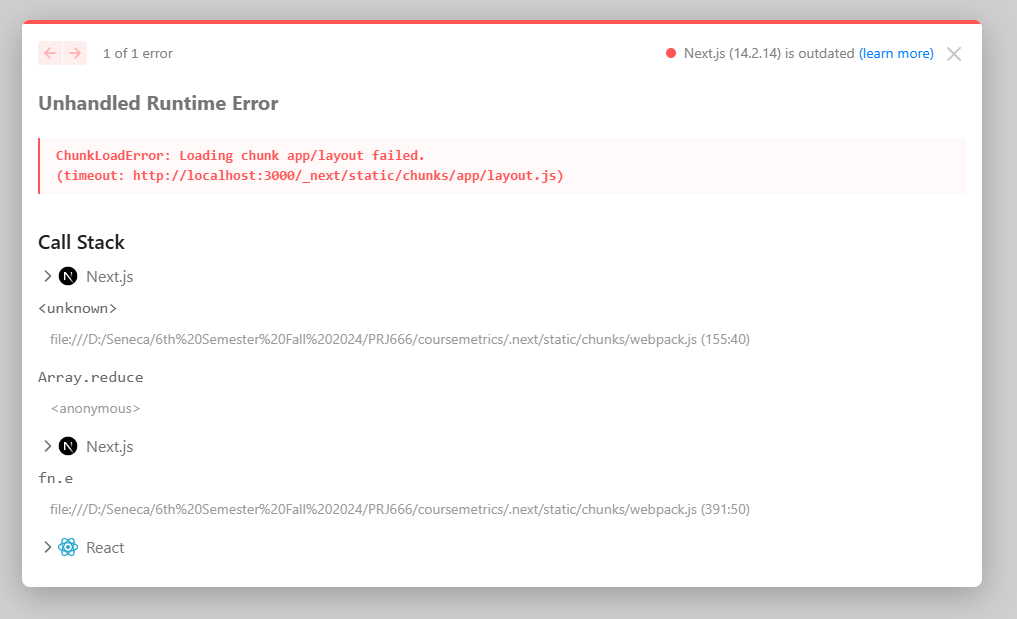 1 of 1 error
Next.js (14.2.14) is outdated (learn more)
Unhandled Runtime Error
ChunkLoadError: Loading chunk app/layout failed.
(timeout: http://localhost:3000/_next/static/chunks/app/layout.js)
Call Stack
Next.js
<unknown>
file:///D:/Seneca/6th%20Semester%20Fall%202024/PRJ666/coursemetrics/.next/static/chunks/webpack.js (155:40)
Array.reduce
<anonymous>
Next.js
fn.e
file:///D:/Seneca/6th%20Semester%20Fall%202024/PRJ666/coursemetrics/.next/static/chunks/webpack.js (391:50)
React